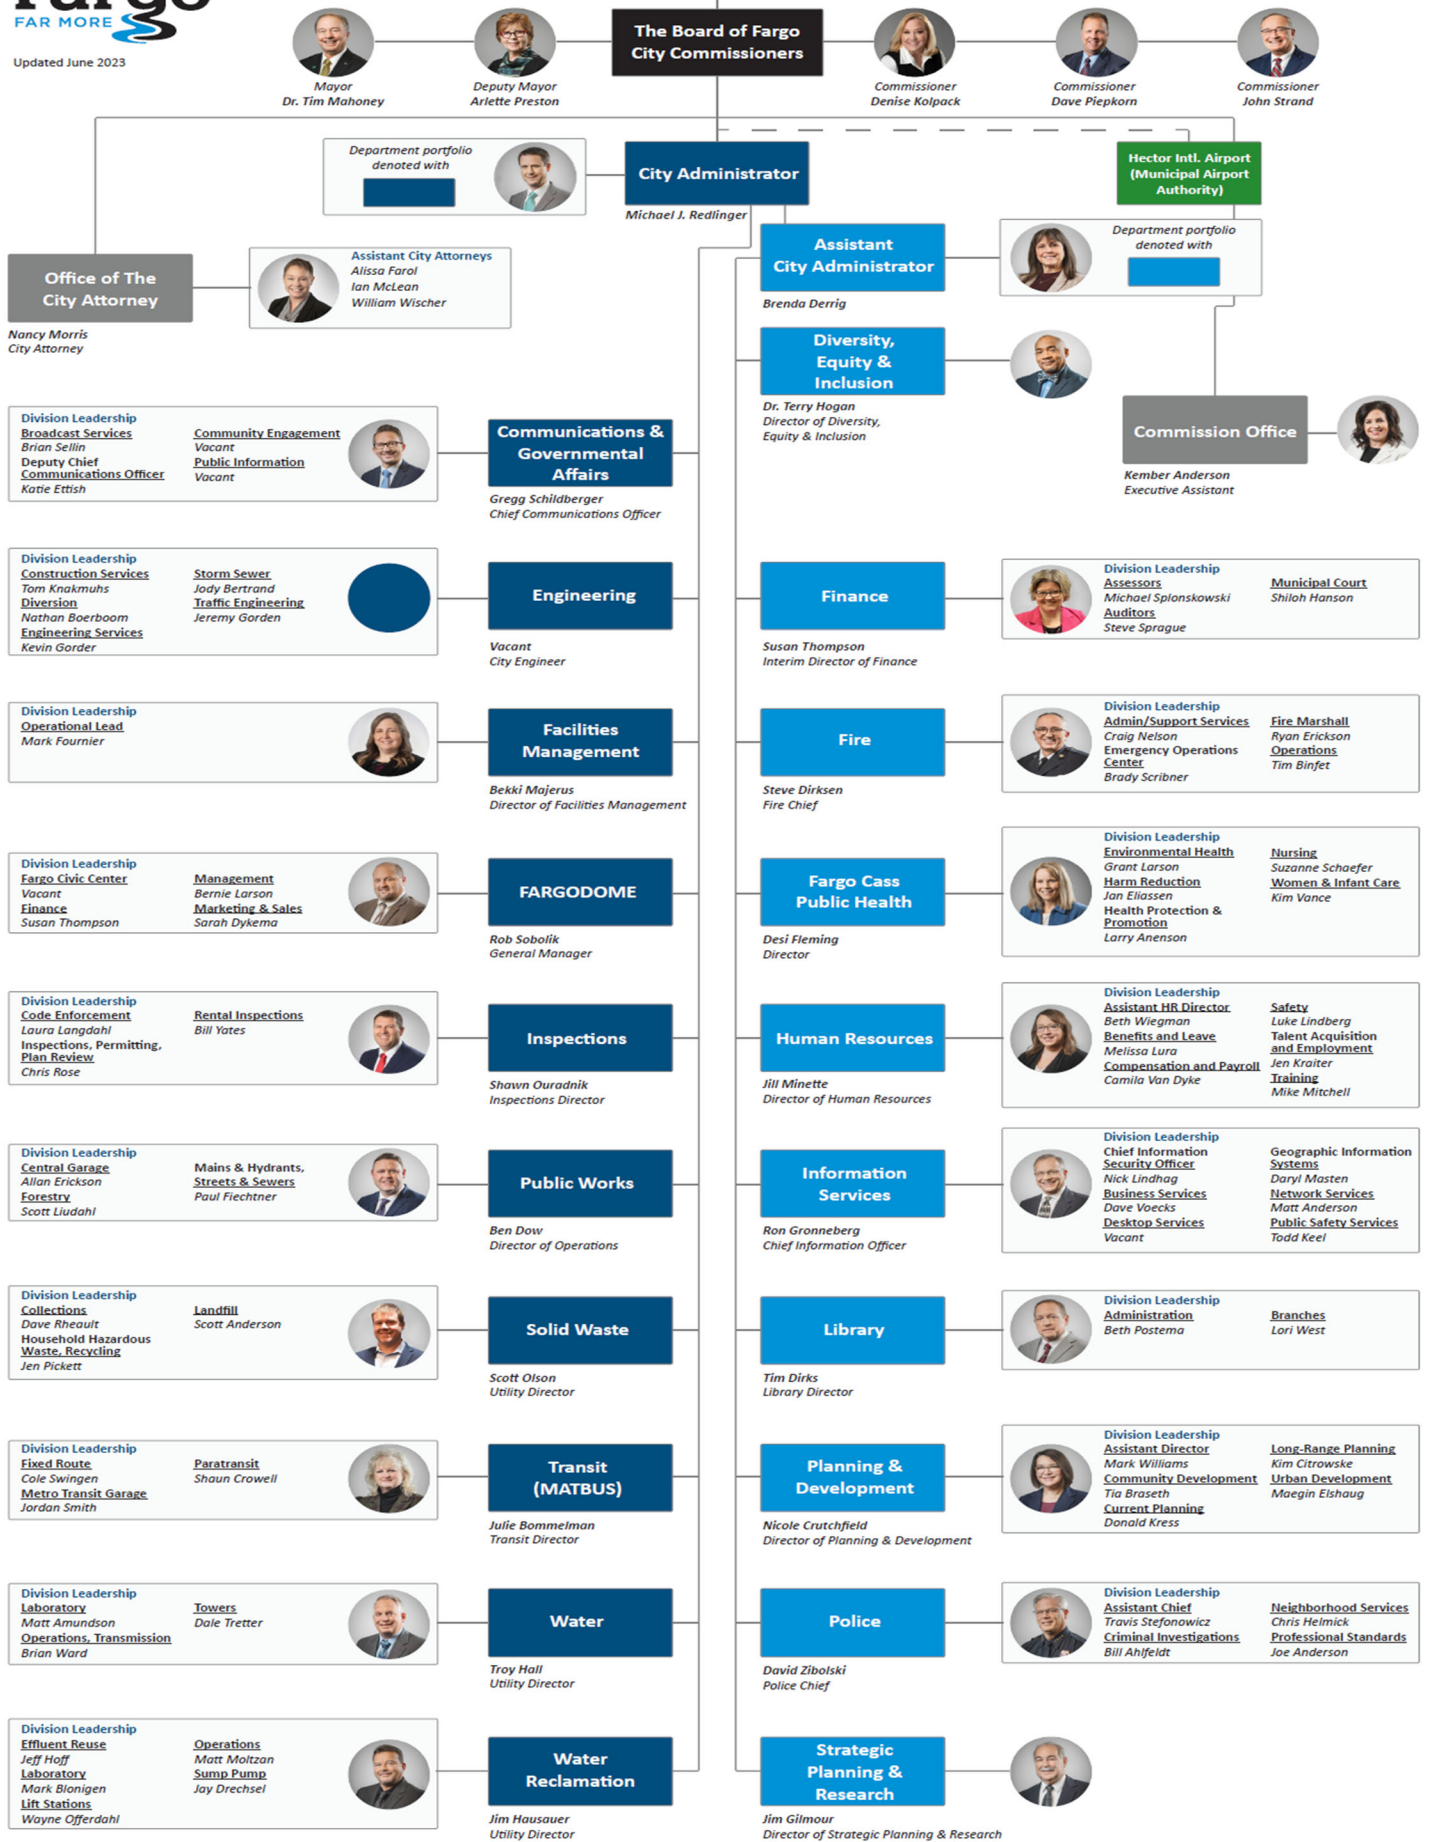 Fargo
FAR MORE
Updated June 2023
The Board of Fargo
City Commissioners
Mayor
Dr. Tim Mahoney
Deputy Mayor
Arlette Preston
Commissioner
Denise Kolpack
Commissioner
Dave Piepkorn
Commissioner
John Strand
Department portfolio
denoted with
City Administrator
Michael J. Redlinger
Hector Intl. Airport
(Municipal Airport
Authority)
Assistant
City Administrator
Brenda Derrig
Department portfolio
denoted with
Office of The
City Attorney
Nancy Morris
City Attorney
Assistant City Attorneys
Alissa Farol
Ian McLean
William Wischer
Diversity,
Equity &
Inclusion
Dr. Terry Hogan
Director of Diversity,
Equity & Inclusion
Commission Office
Kember Anderson
Executive Assistant
Division Leadership
Broadcast Services
Brian Sellin
Deputy Chief
Communications Officer
Katie Ettish
Community Engagement
Vacant
Public Information
Vacant
Communications &
Governmental
Affairs
Gregg Schildberger
Chief Communications Officer
Division Leadership
Construction Services
Tom Knakmuhs
Diversion
Nathan Boerboom
Engineering Services
Kevin Gorder
Storm Sewer
Jody Bertrand
Traffic Engineering
Jeremy Gorden
Engineering
Vacant
City Engineer
Finance
Susan Thompson
Interim Director of Finance
Division Leadership
Assessors
Michael Splonskowski
Auditors
Steve Sprague
Municipal Court
Shiloh Hanson
Division Leadership
Operational Lead
Mark Fournier
Facilities
Management
Bekki Majerus
Director of Facilities Management
Fire
Steve Dirksen
Fire Chief
Division Leadership
Admin/Support Services
Craig Nelson
Emergency Operations
Center
Brady Scribner
Fire Marshall
Ryan Erickson
Operations
Tim Binfet
Division Leadership
Fargo Civic Center
Vacant
Finance
Susan Thompson
Management
Bernie Larson
Marketing & Sales
Sarah Dykema
FARGODOME
Rob Sobolik
General Manager
Fargo Cass
Public Health
Desi Fleming
Director
Division Leadership
Environmental Health
Grant Larson
Harm Reduction
Jan Eliassen
Health Protection &
Promotion
Larry Anenson
Nursing
Suzanne Schaefer
Women & Infant Care
Kim Vance
Division Leadership
Code Enforcement
Laura Langdahl
Inspections, Permitting,
Plan Review
Chris Rose
Rental Inspections
Bill Yates
Inspections
Shawn Ouradnik
Inspections Director
Human Resources
Jill Minette
Director of Human Resources
Division Leadership
Assistant HR Director
Beth Wiegman
Benefits and Leave
Melissa Lura
Compensation and Payroll
Camila Van Dyke
Safety
Luke Lindberg
Talent Acquisition
and Employment
Jen Kraiter
Training
Mike Mitchell
Division Leadership
Central Garage
Allan Erickson
Forestry
Scott Liudahl
Mains & Hydrants,
Streets & Sewers
Paul Fiechtner
Public Works
Ben Dow
Director of Operations
Information
Services
Ron Gronneberg
Chief Information Officer
Division Leadership
Chief Information
Security Officer
Nick Lindhag
Business Services
Dave Voecks
Desktop Services
Vacant
Geographic Information
Systems
Daryl Masten
Network Services
Matt Anderson
Public Safety Services
Todd Keel
Division Leadership
Collections
Dave Rheault
Household Hazardous
Waste, Recycling
Jen Pickett
Landfill
Scott Anderson
Solid Waste
Scott Olson
Utility Director
Library
Tim Dirks
Library Director
Division Leadership
Administration
Beth Postema
Branches
Lori West
Division Leadership
Fixed Route
Cole Swingen
Metro Transit Garage
Jordan Smith
Paratransit
Shaun Crowell
Transit
(MATBUS)
Julie Bommelman
Transit Director
Planning &
Development
Nicole Crutchfield
Director of Planning & Development
Division Leadership
Assistant Director
Mark Williams
Community Development
Tia Braseth
Current Planning
Donald Kress
Long-Range Planning
Kim Citrowske
Urban Development
Maegin Elshaug
Division Leadership
Laboratory
Matt Amundson
Operations, Transmission
Brian Ward
Towers
Dale Tretter
Water
Troy Hall
Utility Director
Police
David Zibolski
Police Chief
Division Leadership
Assistant Chief
Travis Stefonowicz
Criminal Investigations
Bill Ahlfeldt
Neighborhood Services
Chris Helmick
Professional Standards
Joe Anderson
Division Leadership
Effluent Reuse
Jeff Hoff
Laboratory
Mark Blonigen
Lift Stations
Wayne Offerdahl
Operations
Matt Moltzan
Sump Pump
Jay Drechsel
Water
Reclamation
Jim Hausauer
Utility Director
Strategic
Planning &
Research
Jim Gilmour
Director of Strategic Planning & Research